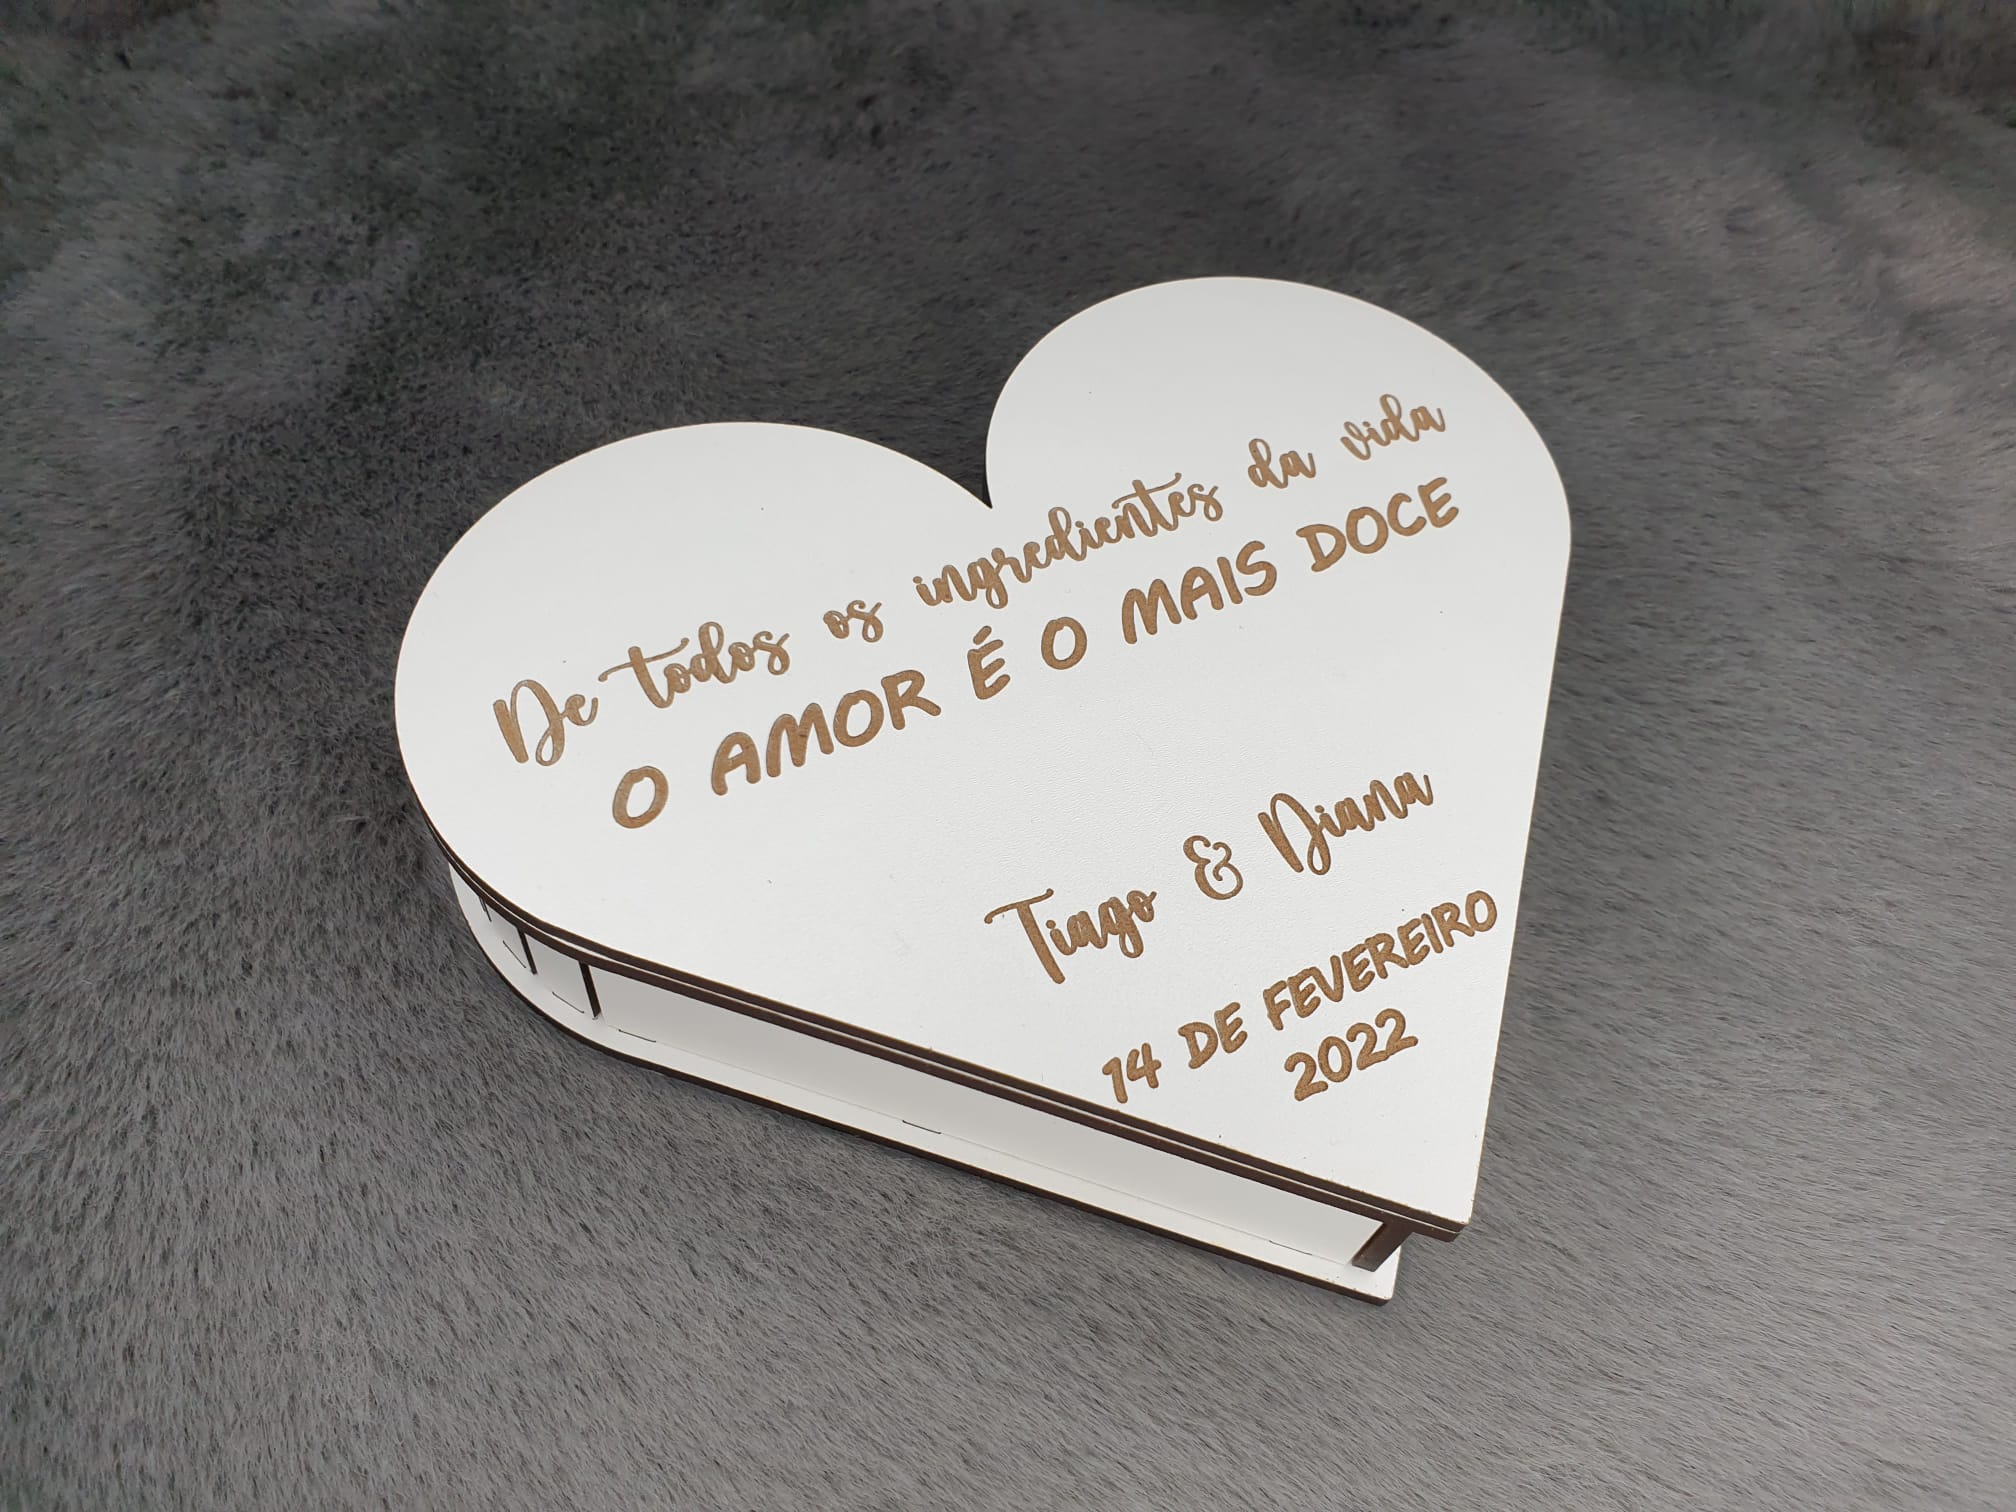 De todos os ingredientes da vida
O AMOR É O MAIS DOCE
Tiago & Diana
14 DE FEVEREIRO
2022